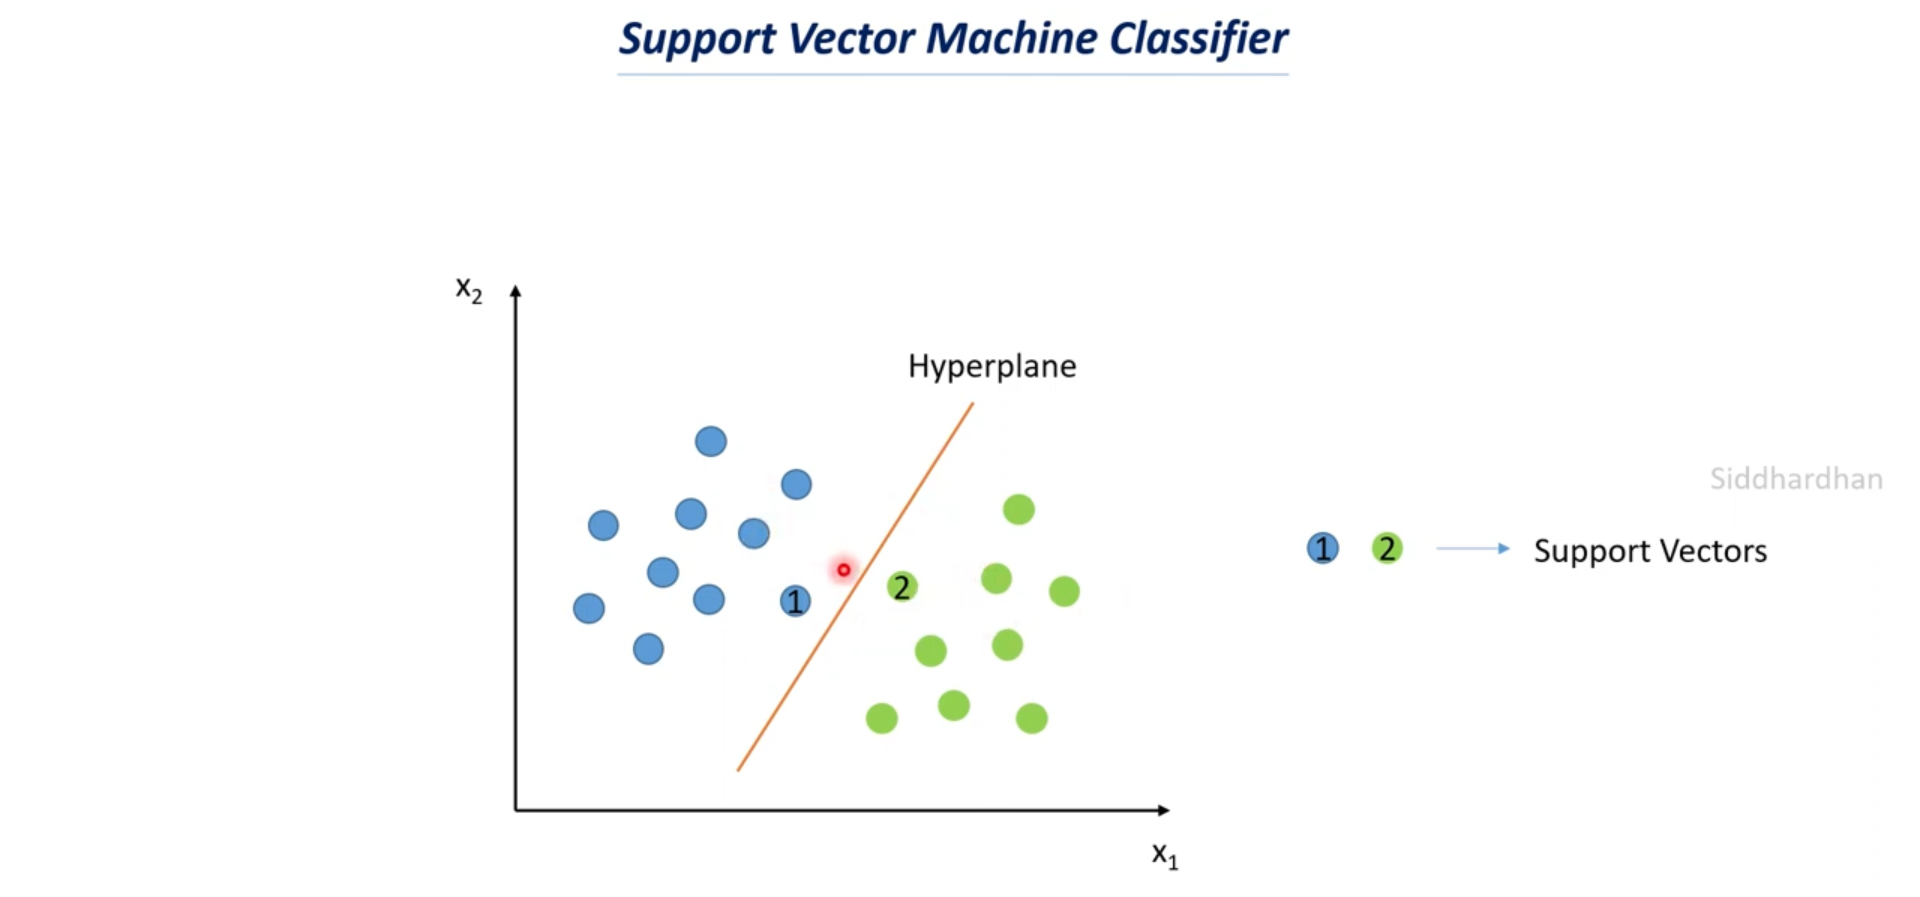 Support Vector Machine Classifier
x₂
Hyperplane
Siddhardhan
1 2 Support Vectors
2
1
x₁